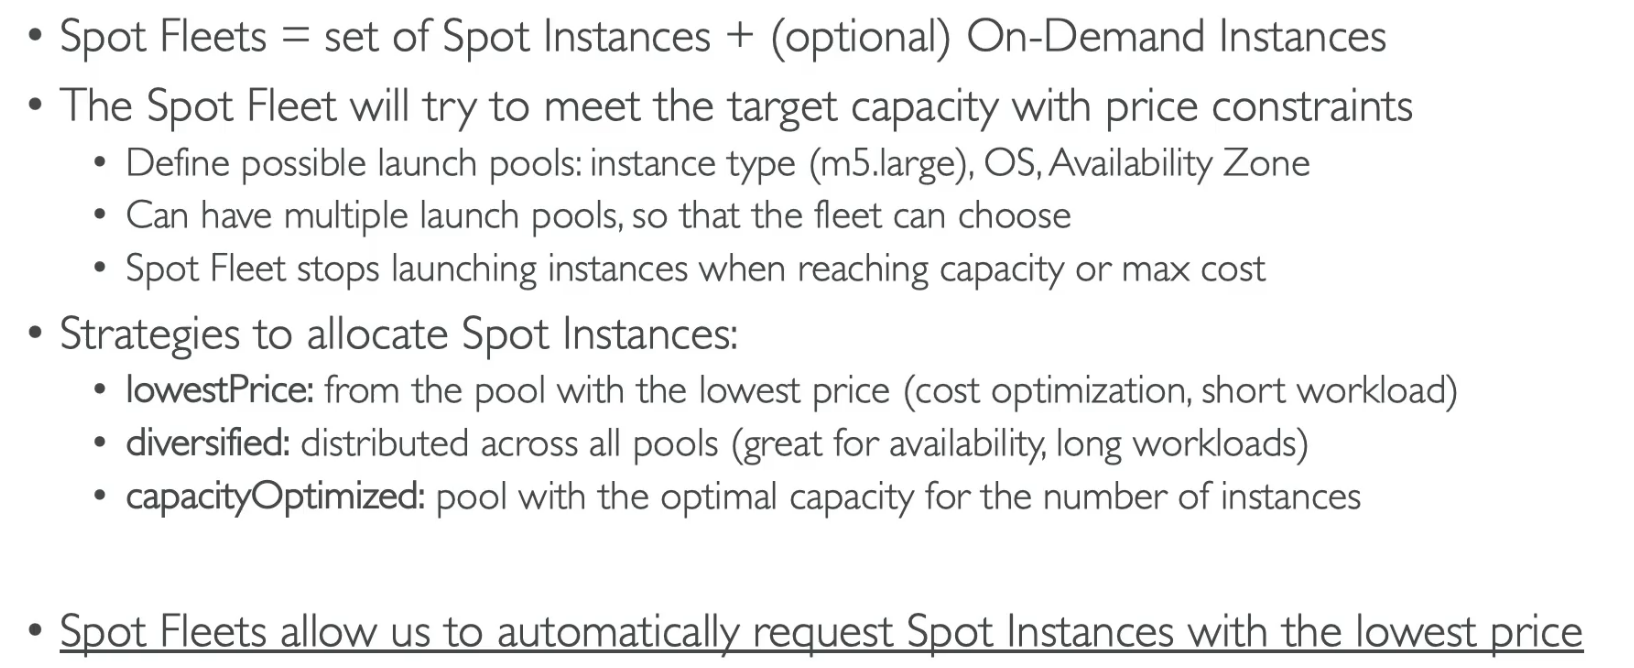 • Spot Fleets = set of Spot Instances + (optional) On-Demand Instances
• The Spot Fleet will try to meet the target capacity with price constraints
• Define possible launch pools: instance type (m5.large), OS, Availability Zone
• Can have multiple launch pools, so that the fleet can choose
• Spot Fleet stops launching instances when reaching capacity or max cost
• Strategies to allocate Spot Instances:
• lowestPrice: from the pool with the lowest price (cost optimization, short workload)
• diversified: distributed across all pools (great for availability, long workloads)
• capacityOptimized: pool with the optimal capacity for the number of instances
• Spot Fleets allow us to automatically request Spot Instances with the lowest price